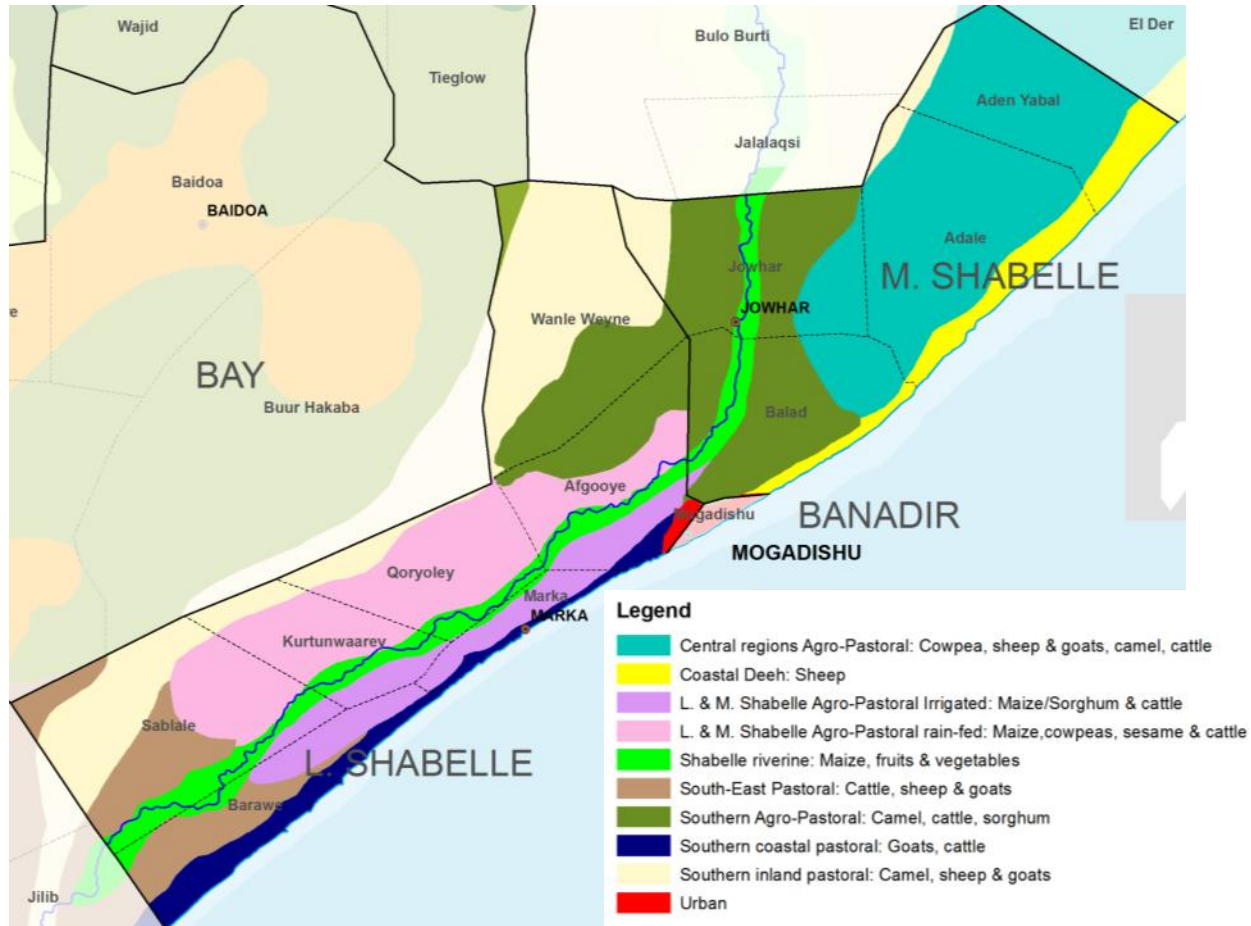 Wajid
Bulo Burti
El Der
Tieglow
Aden Yabal
Jalalaqsi
Baidoa
BAIDOA
Adale
M. SHABELLE
Jowhar
JOWHAR
e
Wanle Weyne
BAY
Buur Hakaba
Balad
Afgooye
Mogadishu
BANADIR
MOGADISHU
Qoryoley
Marka
MARKA
Kurtunwaarey
Sablale
L. SHABELLE
Barawe
Jilib
Legend
Central regions Agro-Pastoral: Cowpea, sheep & goats, camel, cattle
Coastal Deeh: Sheep
L. & M. Shabelle Agro-Pastoral Irrigated: Maize/Sorghum & cattle
L. & M. Shabelle Agro-Pastoral rain-fed: Maize,cowpeas, sesame & cattle
Shabelle riverine: Maize, fruits & vegetables
South-East Pastoral: Cattle, sheep & goats
Southern Agro-Pastoral: Camel, cattle, sorghum
Southern coastal pastoral: Goats, cattle
Southern inland pastoral: Camel, sheep & goats
Urban